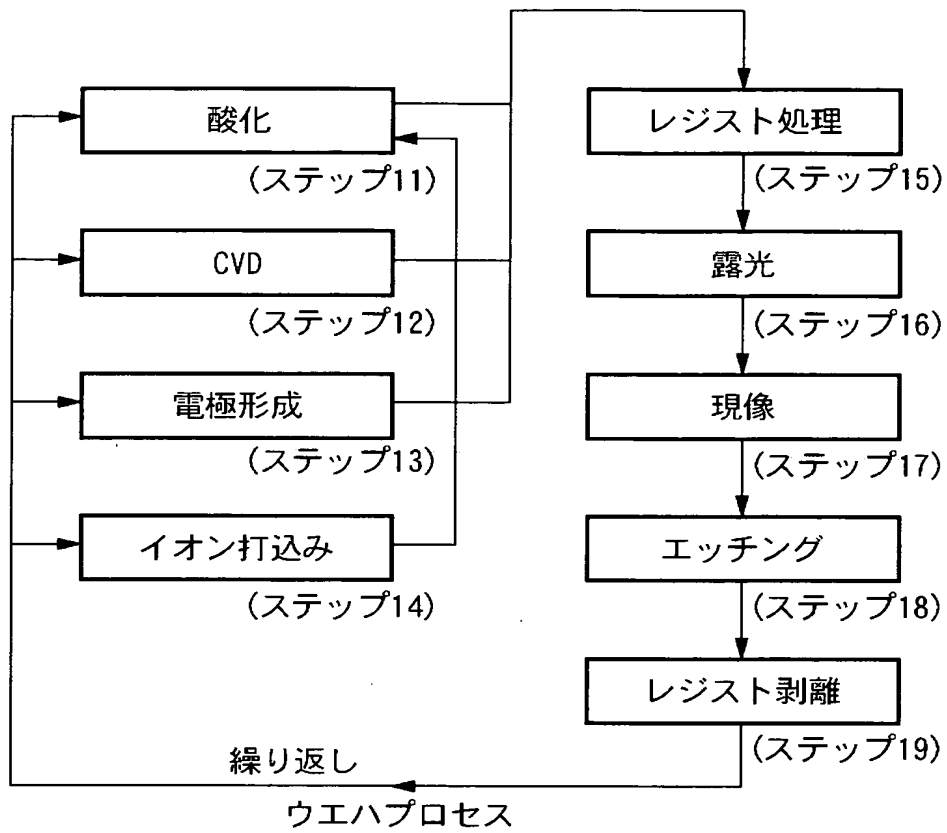 酸化
(ステップ11)
CVD
(ステップ12)
電極形成
(ステップ13)
イオン打込み
(ステップ14)
レジスト処理
(ステップ15)
露光
(ステップ16)
現像
(ステップ17)
エッチング
(ステップ18)
レジスト剥離
(ステップ19)
繰り返し
ウエハプロセス